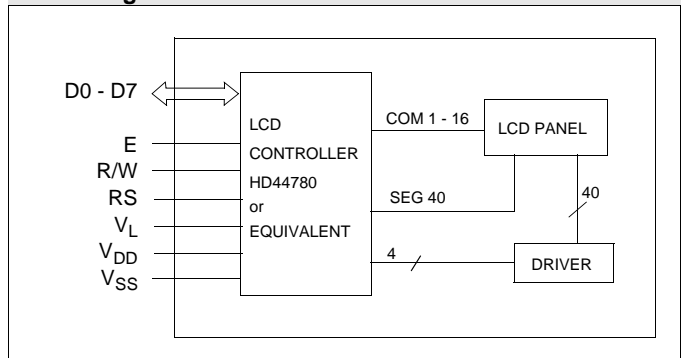 D0 - D7
E
R/W
RS
VL
VDD
VSS
LCD
CONTROLLER
HD44780
or
EQUIVALENT
COM 1 - 16
SEG 40
4
LCD PANEL
40
DRIVER